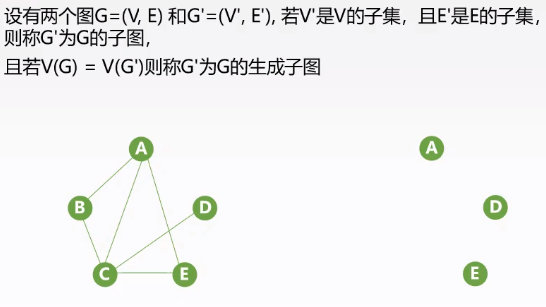 设有两个图G=(V, E) 和G'=(V', E'), 若V'是V的子集，且E'是E的子集，
则称G'为G的子图，
且若V(G) = V(G')则称G'为G的生成子图
A
A
B
D
D
C
E
E